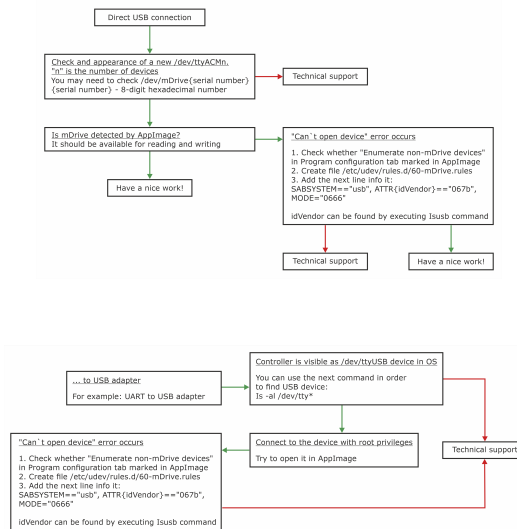 Direct USB connection
Check and appearance of a new /dev/ttyACMn.
"n" is the number of devices
You may need to check /dev/mDrive{serial number}
{serial number} - 8-digit hexadecimal number
Technical support
Is mDrive detected by AppImage?
It should be available for reading and writing
"Can`t open device" error occurs
1. Check whether "Enumerate non-mDrive devices"
in Program configuration tab marked in AppImage
2. Create file /etc/udev/rules.d/60-mDrive.rules
3. Add the next line info it:
SABSYSTEM=="usb", ATTR{idVendor}=="067b",
MODE="0666"
idVendor can be found by executing Isusb command
Have a nice work!
Technical support
Have a nice work!
Controller is visible as /dev/ttyUSB device in OS
You can use the next command in order
to find USB device:
Is -al /dev/tty*
... to USB adapter
For example: UART to USB adapter
"Can`t open device" error occurs
1. Check whether "Enumerate non-mDrive devices"
in Program configuration tab marked in AppImage
2. Create file /etc/udev/rules.d/60-mDrive.rules
3. Add the next line info it:
SABSYSTEM=="usb", ATTR{idVendor}=="067b",
MODE="0666"
idVendor can be found by executing Isusb command
Connect to the device with root privileges
Try to open it in AppImage
Technical support